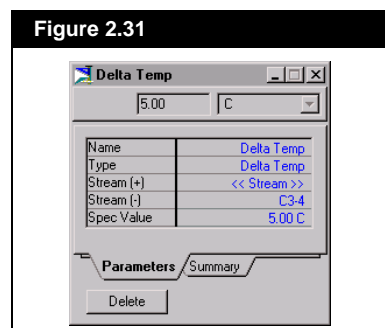 Figure 2.31
Delta Temp
5.00 C
Name Delta Temp
Type Delta Temp
Stream (+) << Stream >>
Stream (-) C3-4
Spec Value 5.00 C
Parameters Summary
Delete